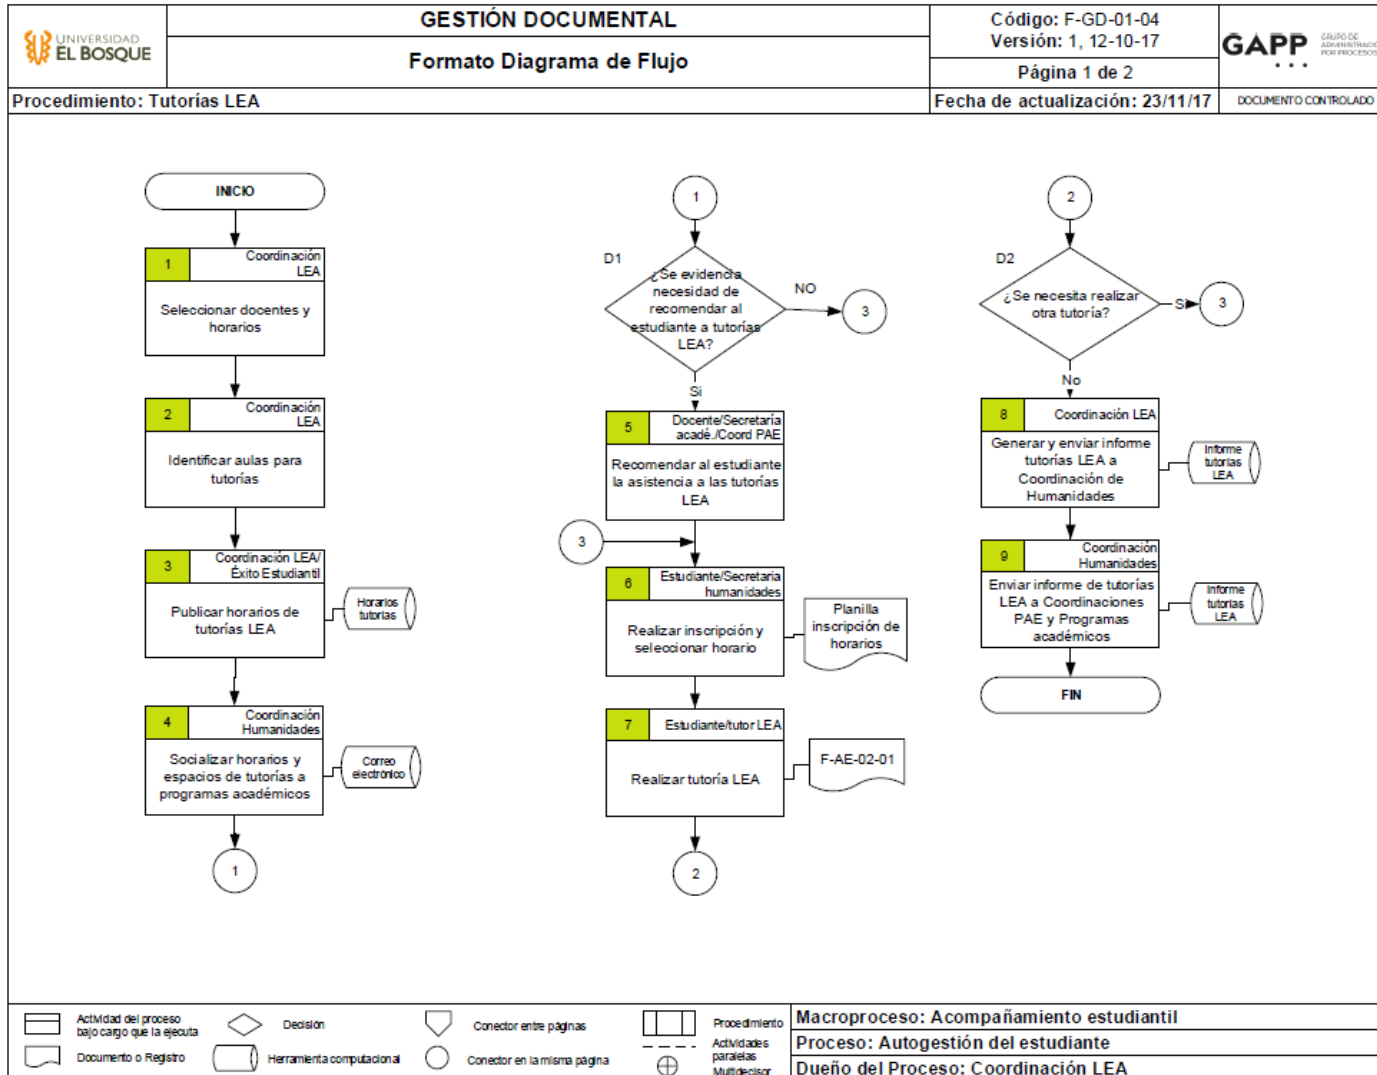 UNIVERSIDAD
EL BOSQUE
GESTIÓN DOCUMENTAL
Formato Diagrama de Flujo
Código: F-GD-01-04
Versión: 1, 12-10-17
Página 1 de 2
GAPP
GRUPO DE
ADMINISTRACIÓ
POR PROCESOS
Procedimiento: Tutorías LEA
Fecha de actualización: 23/11/17
DOCUMENTO CONTROLADO
INICIO
1
Coordinación
LEA
Seleccionar docentes y
horarios
2
Coordinación
LEA
Identificar aulas para
tutorías
3
Coordinación LEA/
Éxito Estudiantil
Publicar horarios de
tutorías LEA
Horarios
tutorías
4
Coordinación
Humanidades
Socializar horarios y
espacios de tutorías a
programas académicos
Correo
electrónico
1
1
D1
¿Se evidencia
necesidad de
recomendar al
estudiante a tutorías
LEA?
NO
3
Si
5
Docente/Secretaría
acadé./Coord PAE
Recomendar al estudiante
la asistencia a las tutorías
LEA
3
6
Estudiante/Secretaria
humanidades
Realizar inscripción y
seleccionar horario
Planilla
inscripción de
horarios
7
Estudiante/tutor LEA
Realizar tutoría LEA
F-AE-02-01
2
2
D2
¿Se necesita realizar
otra tutoría?
Si
3
No
8
Coordinación LEA
Generar y enviar informe
tutorías LEA a
Coordinación de
Humanidades
Informe
tutorías
LEA
9
Coordinación
Humanidades
Enviar informe de tutorías
LEA a Coordinaciones
PAE y Programas
académicos
Informe
tutorías
LEA
FIN
Actividad del proceso
bajo cargo que la ejecuta
Decisión
Conector entre páginas
Procedimiento
Documento o Registro
Herramienta computacional
Conector en la misma página
Actividades
paralelas
Multidecisor
Macroproceso: Acompañamiento estudiantil
Proceso: Autogestión del estudiante
Dueño del Proceso: Coordinación LEA